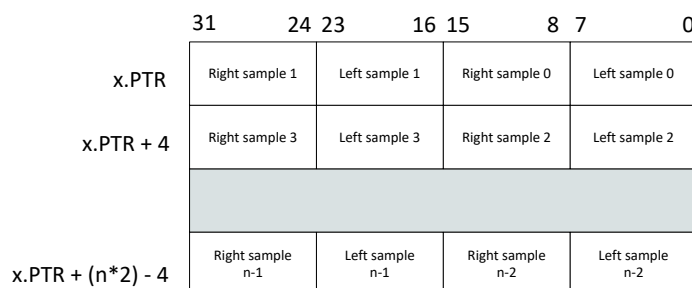 31 24 23 16 15 8 7 0
x.PTR Right sample 1 Left sample 1 Right sample 0 Left sample 0
x.PTR + 4 Right sample 3 Left sample 3 Right sample 2 Left sample 2
x.PTR + (n*2) - 4 Right sample Left sample Right sample Left sample
n-1 n-1 n-2 n-2